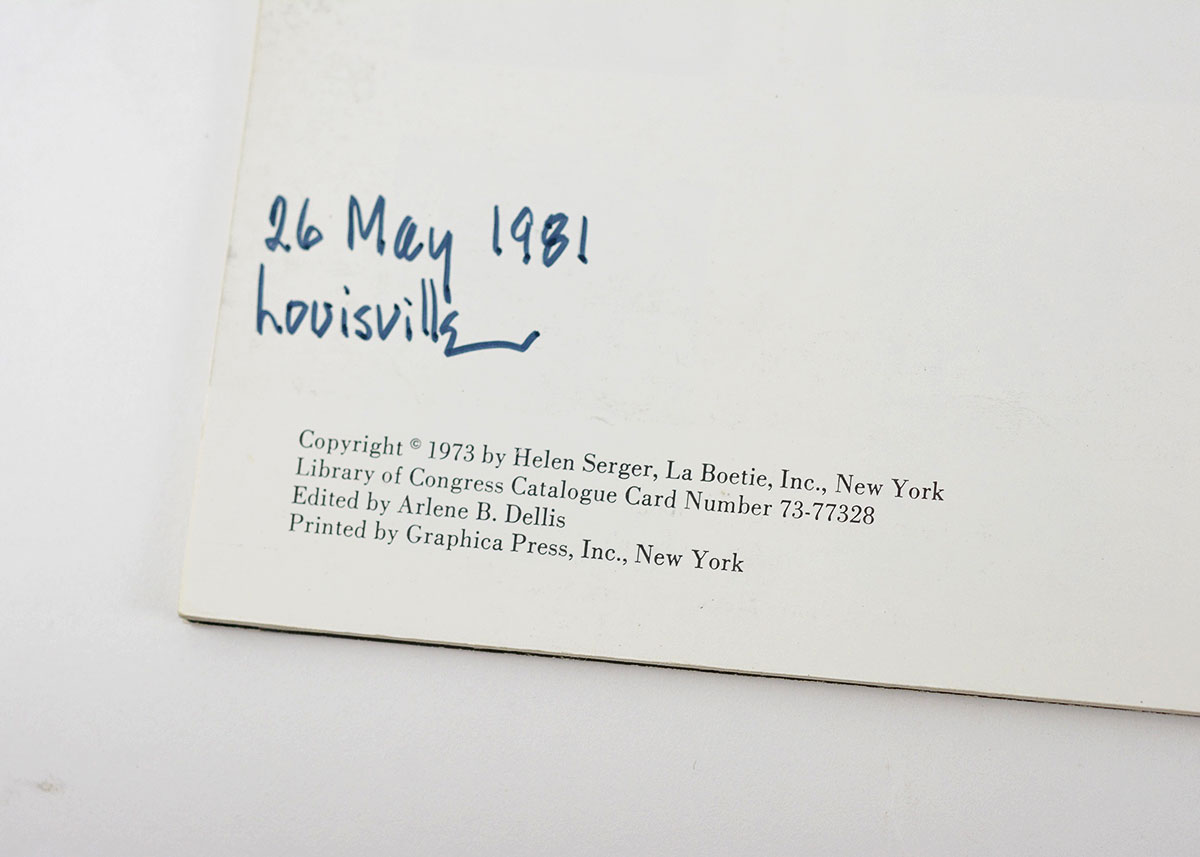 26 May 1981
Louisville
Copyright © 1973 by Helen Serger, La Boetie, Inc., New York
Library of Congress Catalogue Card Number 73-77328
Edited by Arlene B. Dellis
Printed by Graphica Press, Inc., New York